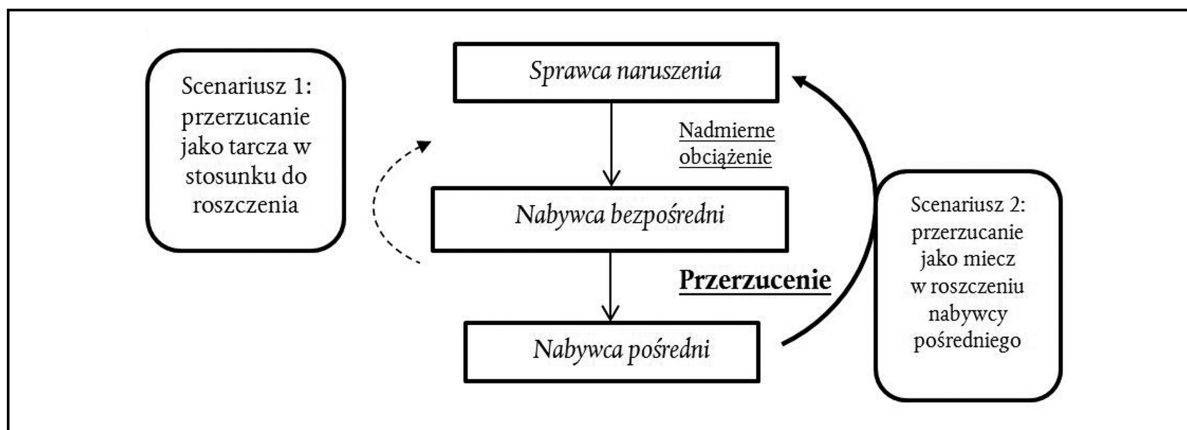 Scenariusz 1:
przerzucanie
jako tarcza w
stosunku do
roszczenia
Sprawca naruszenia
Nadmierne
obciążenie
Nabywca bezpośredni
Przerzucenie
Nabywca pośredni
Scenariusz 2:
przerzucanie
jako miecz
w roszczeniu
nabywcy
pośredniego